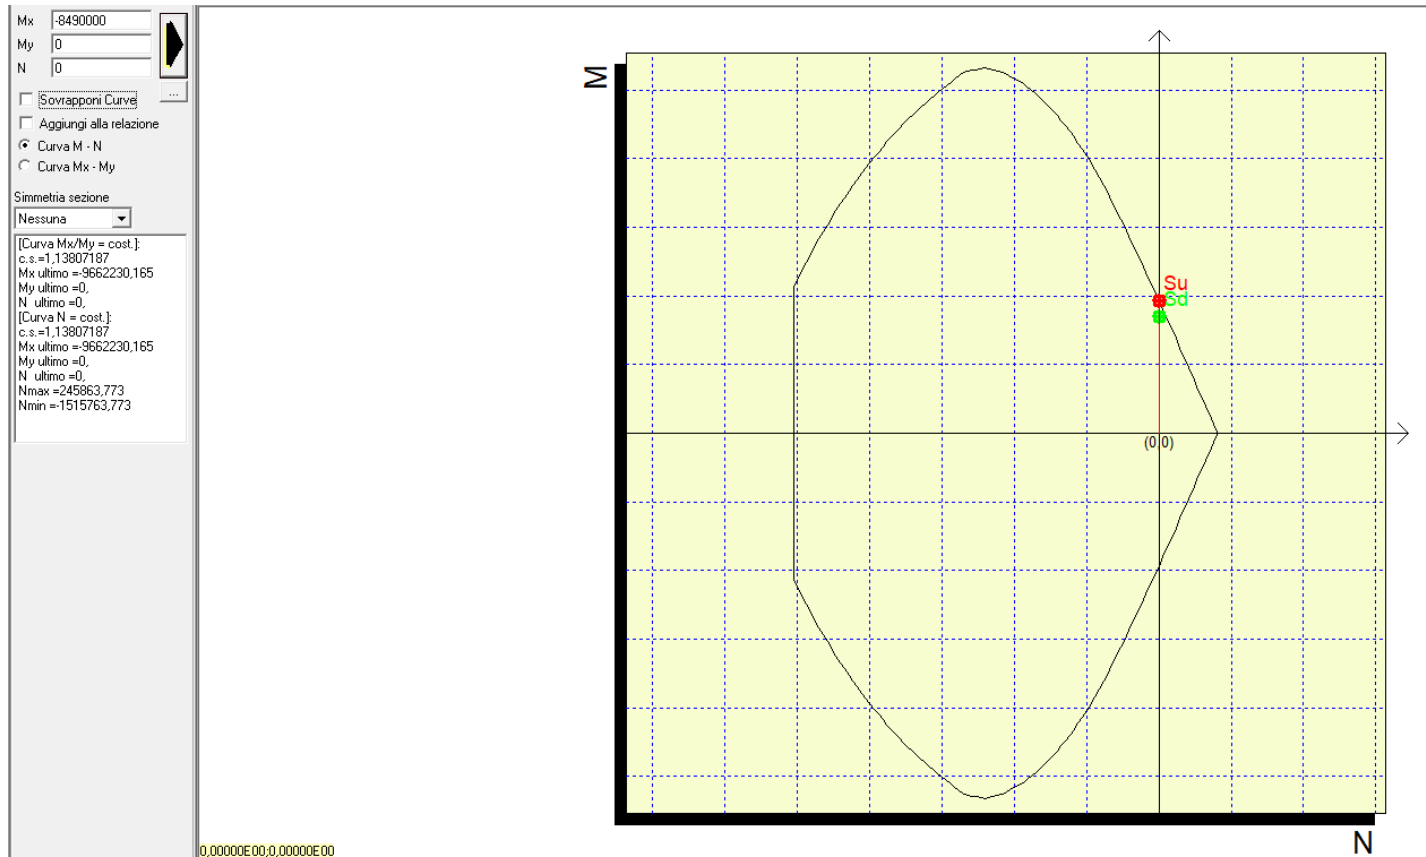 Mx -8490000
My 0
N 0
...
Sovrapponi Curve
Aggiungi alla relazione
Curva M - N
Curva Mx - My
Simmetria sezione
Nessuna
[Curva Mx/My = cost.]:
c.s.=1,13807187
Mx ultimo =-9662230,165
My ultimo =0,
N ultimo =0,
[Curva N = cost.]:
c.s.=1,13807187
Mx ultimo =-9662230,165
My ultimo =0,
N ultimo =0,
Nmax =245863,773
Nmin =-1515763,773
M
Su
Sd
(0,0)
N
0,00000E00;0,00000E00